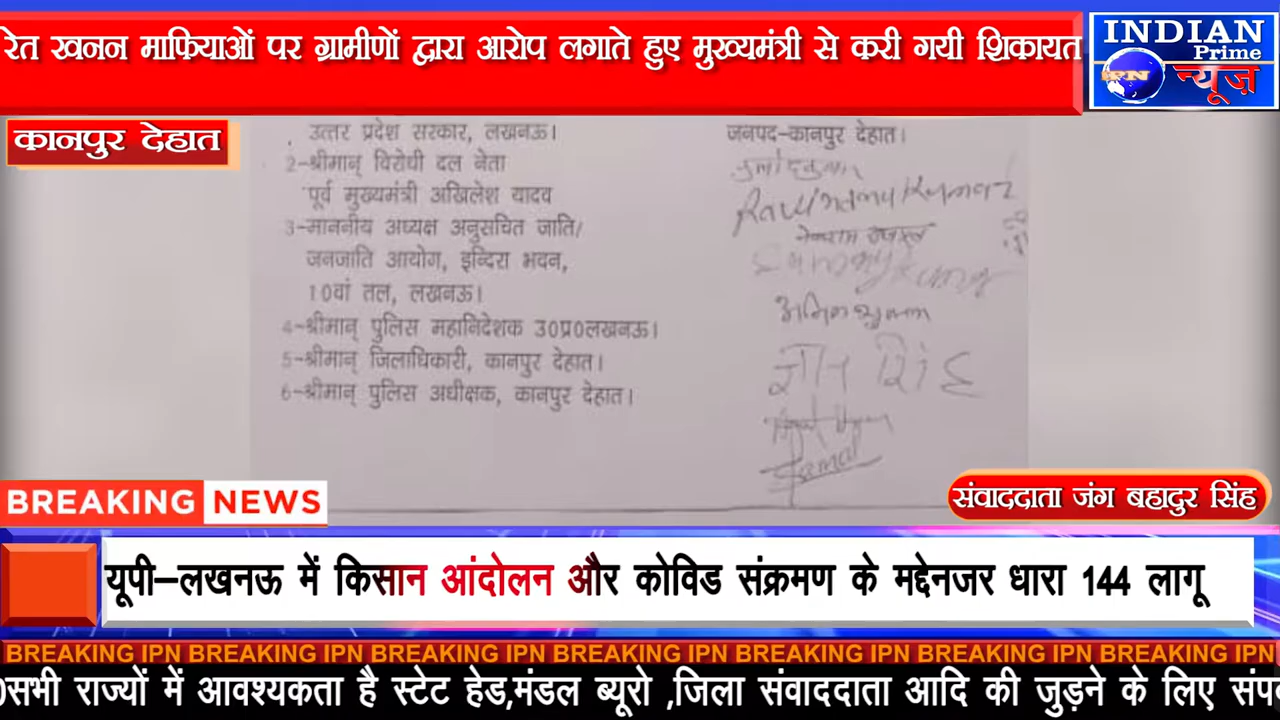 रेत खनन माफियाओं पर ग्रामीणों द्वारा आरोप लगाते हुए मुख्यमंत्री से करी गयी शिकायत
INDIAN
Prime
IPN
न्यूज़
कानपुर देहात
उत्तर प्रदेश सरकार, लखनऊ।
2-श्रीमान् विरोधी दल नेता
पूर्व मुख्यमंत्री अखिलेश यादव
3-माननीय अध्यक्ष अनुसचित जाति/
जनजाति आयोग, इन्दिरा भवन,
10वां तल, लखनऊ।
4-श्रीमान् पुलिस महानिदेशक उ0प्र0लखनऊ।
5-श्रीमान् जिलाधिकारी, कानपुर देहात।
6-श्रीमान् पुलिस अधीक्षक, कानपुर देहात।
जनपद-कानपुर देहात।
ज्ञान सिंह
BREAKING NEWS
संवाददाता जंग बहादुर सिंह
यूपी-लखनऊ में किसान आंदोलन और कोविड संक्रमण के मद्देनजर धारा 144 लागू
BREAKING IPN BREAKING IPN BREAKING IPN BREAKING IPN BREAKING IPN BREAKING IPN BREAKING IPN
सभी राज्यों में आवश्यकता है स्टेट हेड,मंडल ब्यूरो ,जिला संवाददाता आदि की जुड़ने के लिए संप